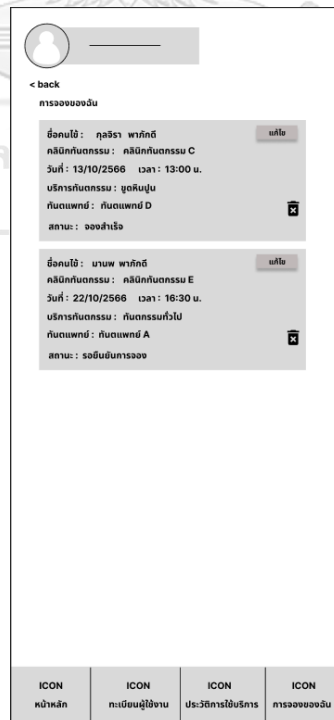 < back
การจองของฉัน
ชื่อคนไข้ : กุลจิรา พาภักดี
แก้ไข
คลินิกทันตกรรม : คลินิกทันตกรรม C
วันที่ : 13/10/2566 เวลา : 13:00 น.
บริการทันตกรรม : ขูดหินปูน
ทันตแพทย์ : ทันตแพทย์ D
สถานะ : จองสำเร็จ
ชื่อคนไข้ : มานพ พาภักดี
แก้ไข
คลินิกทันตกรรม : คลินิกทันตกรรม E
วันที่ : 22/10/2566 เวลา : 16:30 น.
บริการทันตกรรม : ทันตกรรมทั่วไป
ทันตแพทย์ : ทันตแพทย์ A
สถานะ : รอยืนยันการจอง
ICON ICON ICON ICON
หน้าหลัก ทะเบียนผู้ใช้งาน ประวัติการใช้บริการ การจองของฉัน